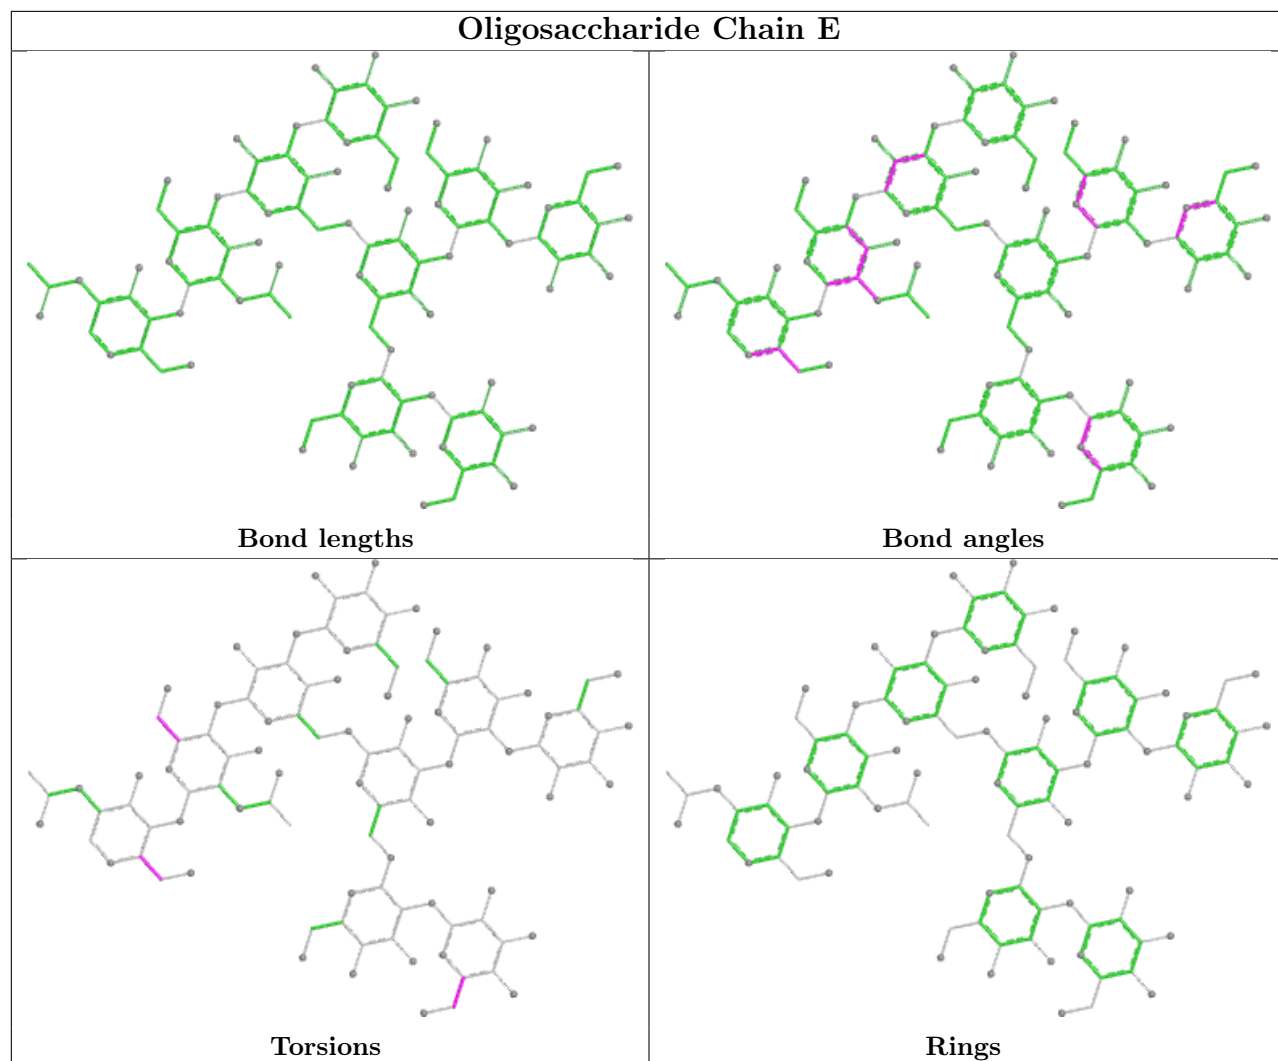 Oligosaccharide Chain E
Bond lengths
Bond angles
Torsions
Rings